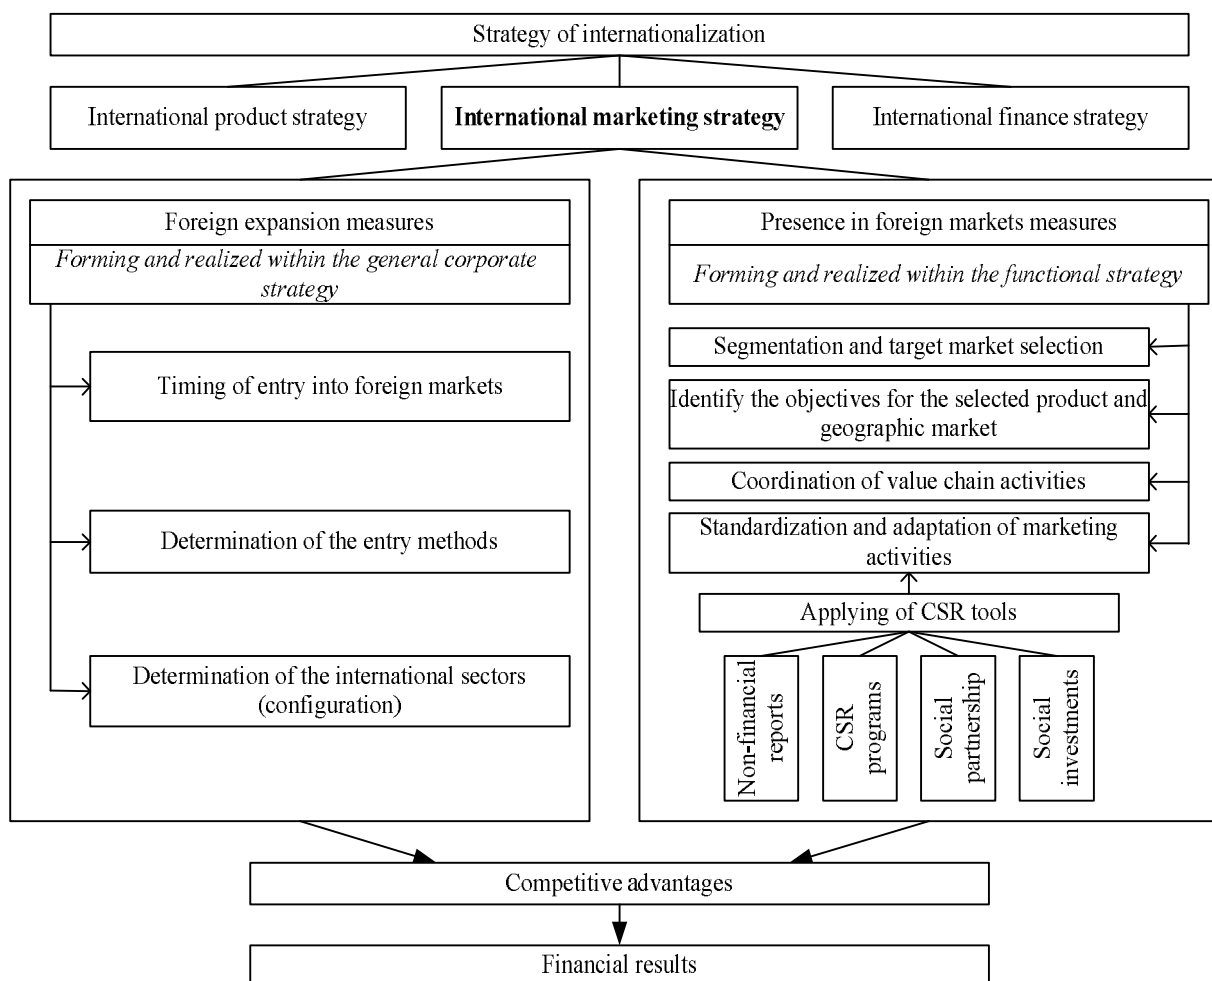 Strategy of internationalization
International product strategy
International marketing strategy
International finance strategy
Foreign expansion measures
Forming and realized within the general corporate
strategy
Timing of entry into foreign markets
Determination of the entry methods
Determination of the international sectors
(configuration)
Presence in foreign markets measures
Forming and realized within the functional strategy
Segmentation and target market selection
Identify the objectives for the selected product and
geographic market
Coordination of value chain activities
Standardization and adaptation of marketing
activities
Applying of CSR tools
Non-financial
reports
CSR
programs
Social
partnership
Social
investments
Competitive advantages
Financial results